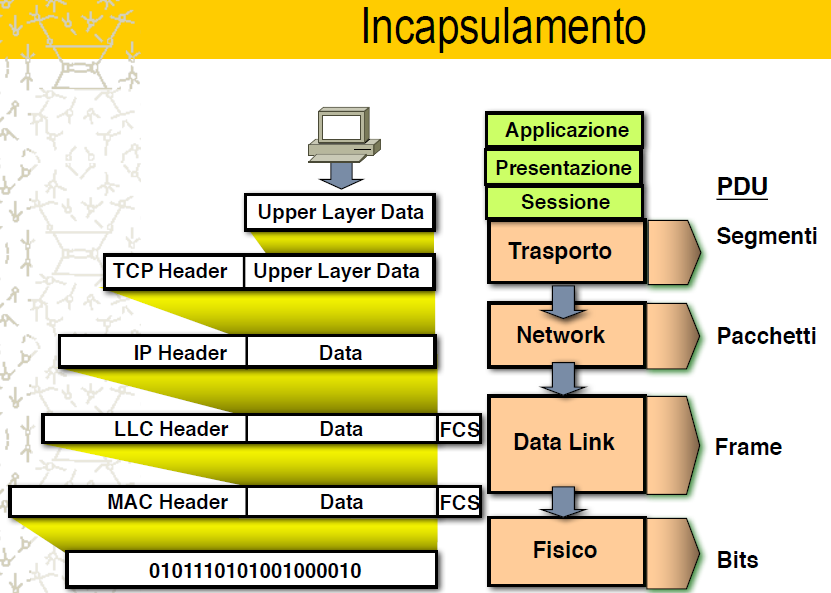 Incapsulamento
Upper Layer Data
TCP Header Upper Layer Data
IP Header Data
LLC Header Data FCS
MAC Header Data FCS
0101110101001000010
Applicazione
Presentazione
Sessione
Trasporto
Network
Data Link
Fisico
PDU
Segmenti
Pacchetti
Frame
Bits